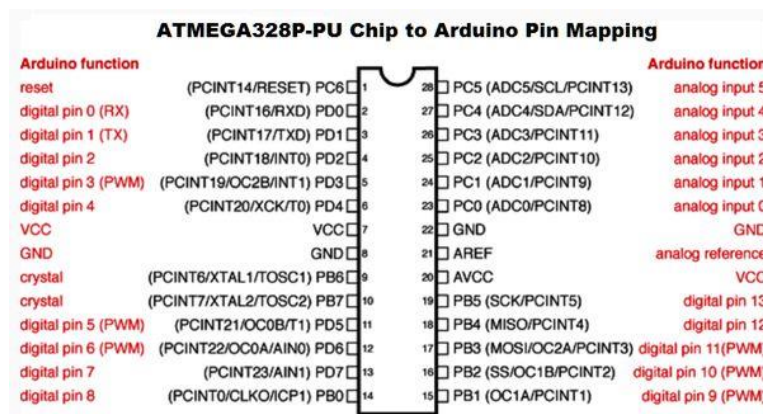 ATMEGA328P-PU Chip to Arduino Pin Mapping
Arduino function Arduino function
reset (PCINT14/RESET) PC6 1 28 PC5 (ADC5/SCL/PCINT13) analog input 5
digital pin 0 (RX) (PCINT16/RXD) PD0 2 27 PC4 (ADC4/SDA/PCINT12) analog input 4
digital pin 1 (TX) (PCINT17/TXD) PD1 3 26 PC3 (ADC3/PCINT11) analog input 3
digital pin 2 (PCINT18/INT0) PD2 4 25 PC2 (ADC2/PCINT10) analog input 2
digital pin 3 (PWM) (PCINT19/OC2B/INT1) PD3 5 24 PC1 (ADC1/PCINT9) analog input 1
digital pin 4 (PCINT20/XCK/T0) PD4 6 23 PC0 (ADC0/PCINT8) analog input 0
VCC VCC 7 22 GND GND
GND GND 8 21 AREF analog reference
crystal (PCINT6/XTAL1/TOSC1) PB6 9 20 AVCC VCC
crystal (PCINT7/XTAL2/TOSC2) PB7 10 19 PB5 (SCK/PCINT5) digital pin 13
digital pin 5 (PWM) (PCINT21/OC0B/T1) PD5 11 18 PB4 (MISO/PCINT4) digital pin 12
digital pin 6 (PWM) (PCINT22/OC0A/AIN0) PD6 12 17 PB3 (MOSI/OC2A/PCINT3) digital pin 11(PWM)
digital pin 7 (PCINT23/AIN1) PD7 13 16 PB2 (SS/OC1B/PCINT2) digital pin 10 (PWM)
digital pin 8 (PCINT0/CLKO/ICP1) PB0 14 15 PB1 (OC1A/PCINT1) digital pin 9 (PWM)